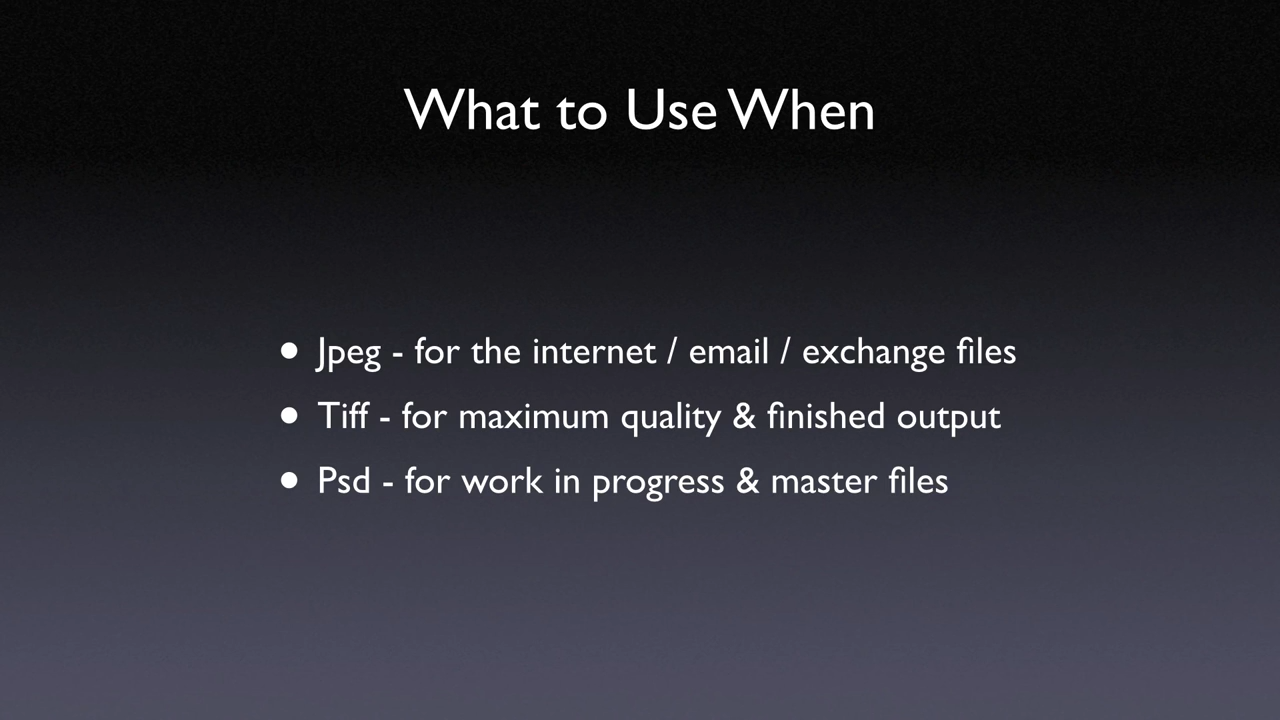 What to Use When
• Jpeg - for the internet / email / exchange files
• Tiff - for maximum quality & finished output
• Psd - for work in progress & master files